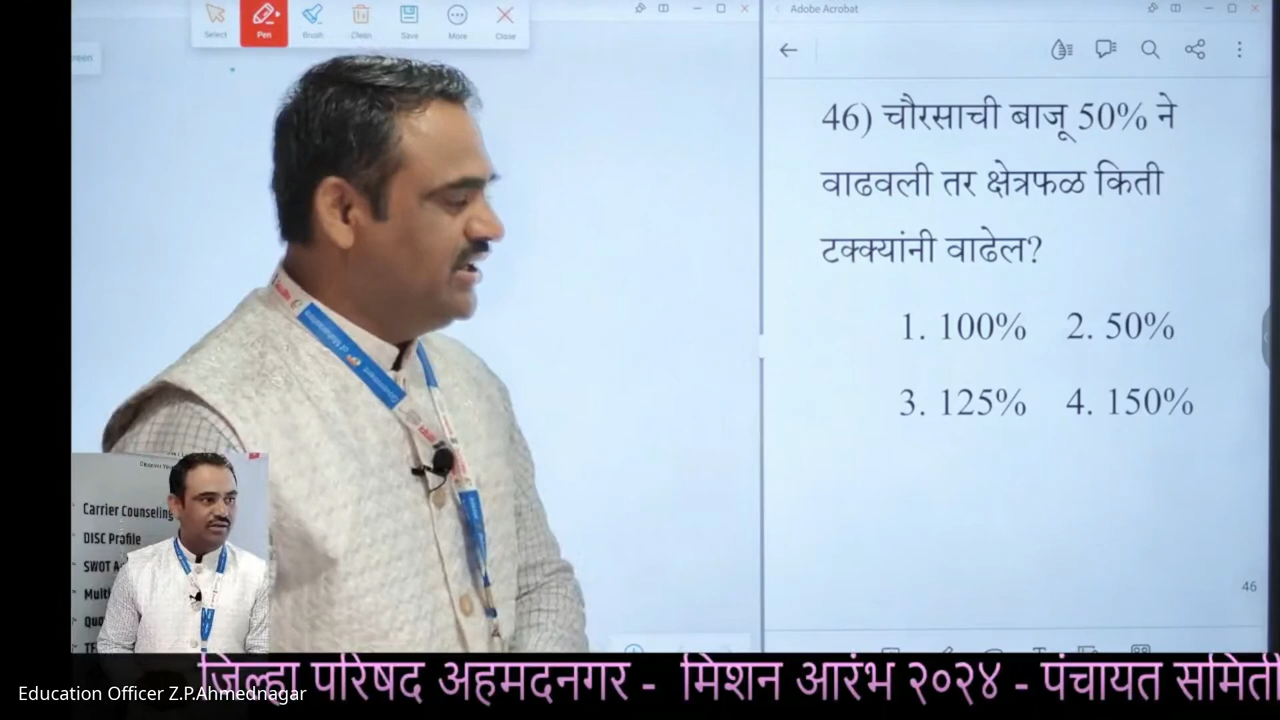 Select
Pen
Brush
Clean
Save
More
Close
Adobe Acrobat
46) चौरसाची बाजू 50% ने
वाढवली तर क्षेत्रफळ किती
टक्क्यांनी वाढेल?
1. 100% 2. 50%
3. 125% 4. 150%
46
Carrier Counseling
DISC Profile
SWOT
जिल्हा परिषद अहमदनगर - मिशन आरंभ २०२४ - पंचायत समिती
Education Officer Z.P.Ahmednagar